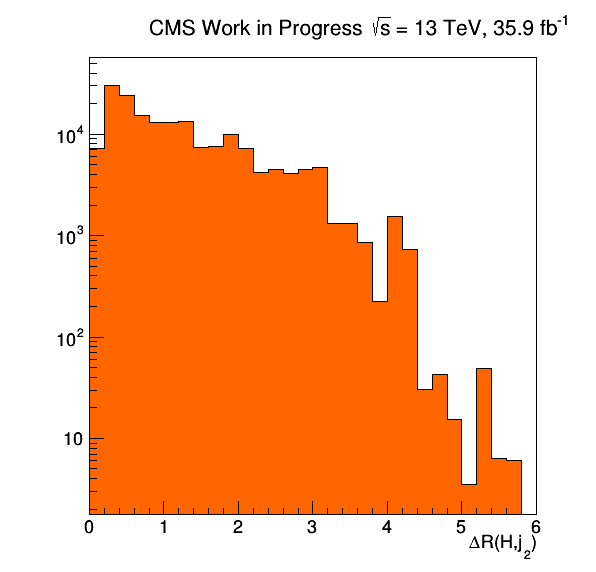 CMS Work in Progress √s = 13 TeV, 35.9 fb⁻¹
10⁴
10³
10²
10
0 1 2 3 4 5 6
ΔR(H,j₂)